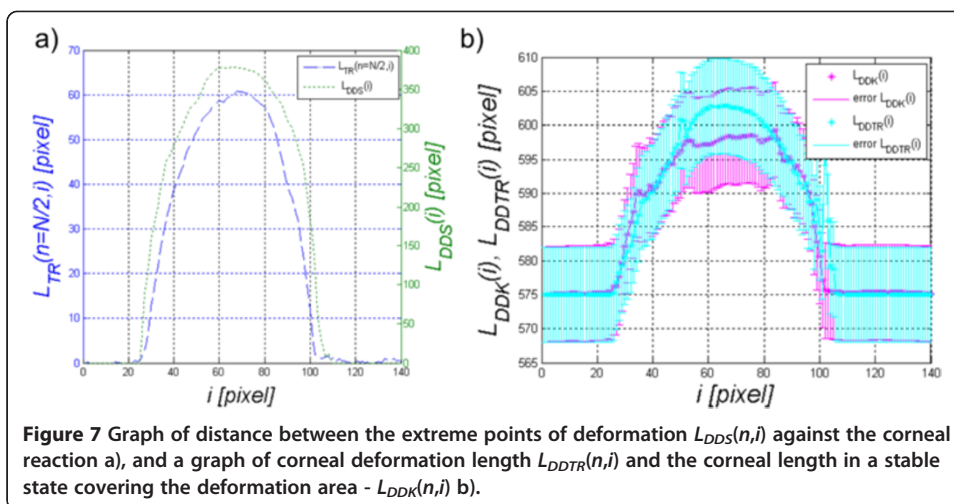 a)
L_TR(n=N/2,i) [pixel]
70
60
50
40
30
20
10
0
0 20 40 60 80 100 120 140
i [pixel]
L_TR(n=N/2,i)
L_DDS(i)
400
350
300
250
200
150
100
50
0
L_DDS(i) [pixel]
b)
L_DDK(i), L_DDTR(i) [pixel]
610
605
600
595
590
585
580
575
570
565
0 20 40 60 80 100 120 140
i [pixel]
L_DDK(i)
error L_DDK(i)
L_DDTR(i)
error L_DDTR(i)
Figure 7 Graph of distance between the extreme points of deformation L_DDS(n,i) against the corneal
reaction a), and a graph of corneal deformation length L_DDTR(n,i) and the corneal length in a stable
state covering the deformation area - L_DDK(n,i) b).